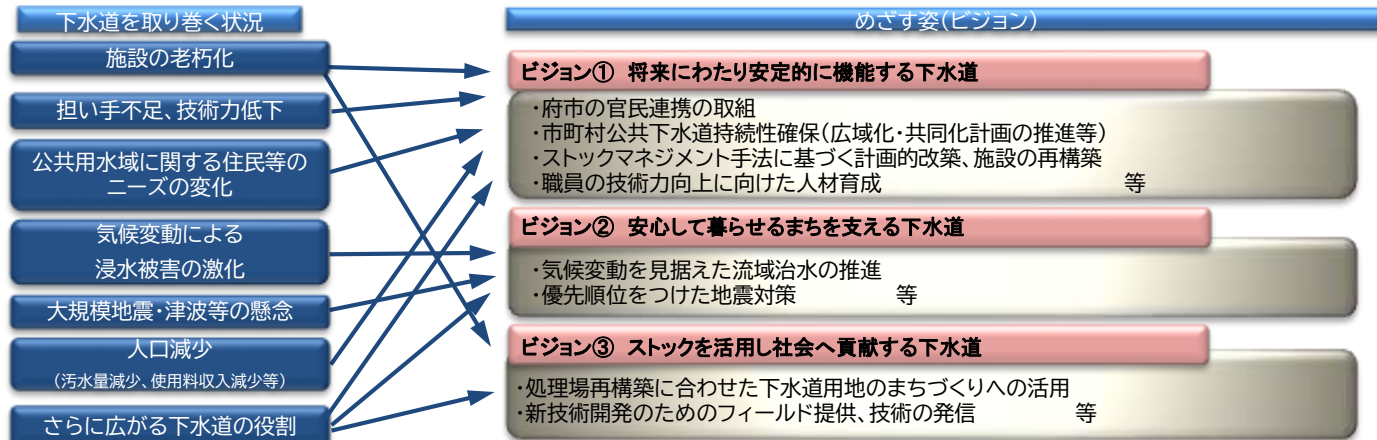 下水道を取り巻く状況
施設の老朽化
担い手不足、技術力低下
公共用水域に関する住民等の
ニーズの変化
気候変動による
浸水被害の激化
大規模地震・津波等の懸念
人口減少
(汚水量減少、使用料収入減少等)
さらに広がる下水道の役割
めざす姿(ビジョン)
ビジョン① 将来にわたり安定的に機能する下水道
・府市の官民連携の取組
・市町村公共下水道持続性確保(広域化・共同化計画の推進等)
・ストックマネジメント手法に基づく計画的改築、施設の再構築
・職員の技術力向上に向けた人材育成 等
ビジョン② 安心して暮らせるまちを支える下水道
・気候変動を見据えた流域治水の推進
・優先順位をつけた地震対策 等
ビジョン③ ストックを活用し社会へ貢献する下水道
・処理場再構築に合わせた下水道用地のまちづくりへの活用
・新技術開発のためのフィールド提供、技術の発信 等